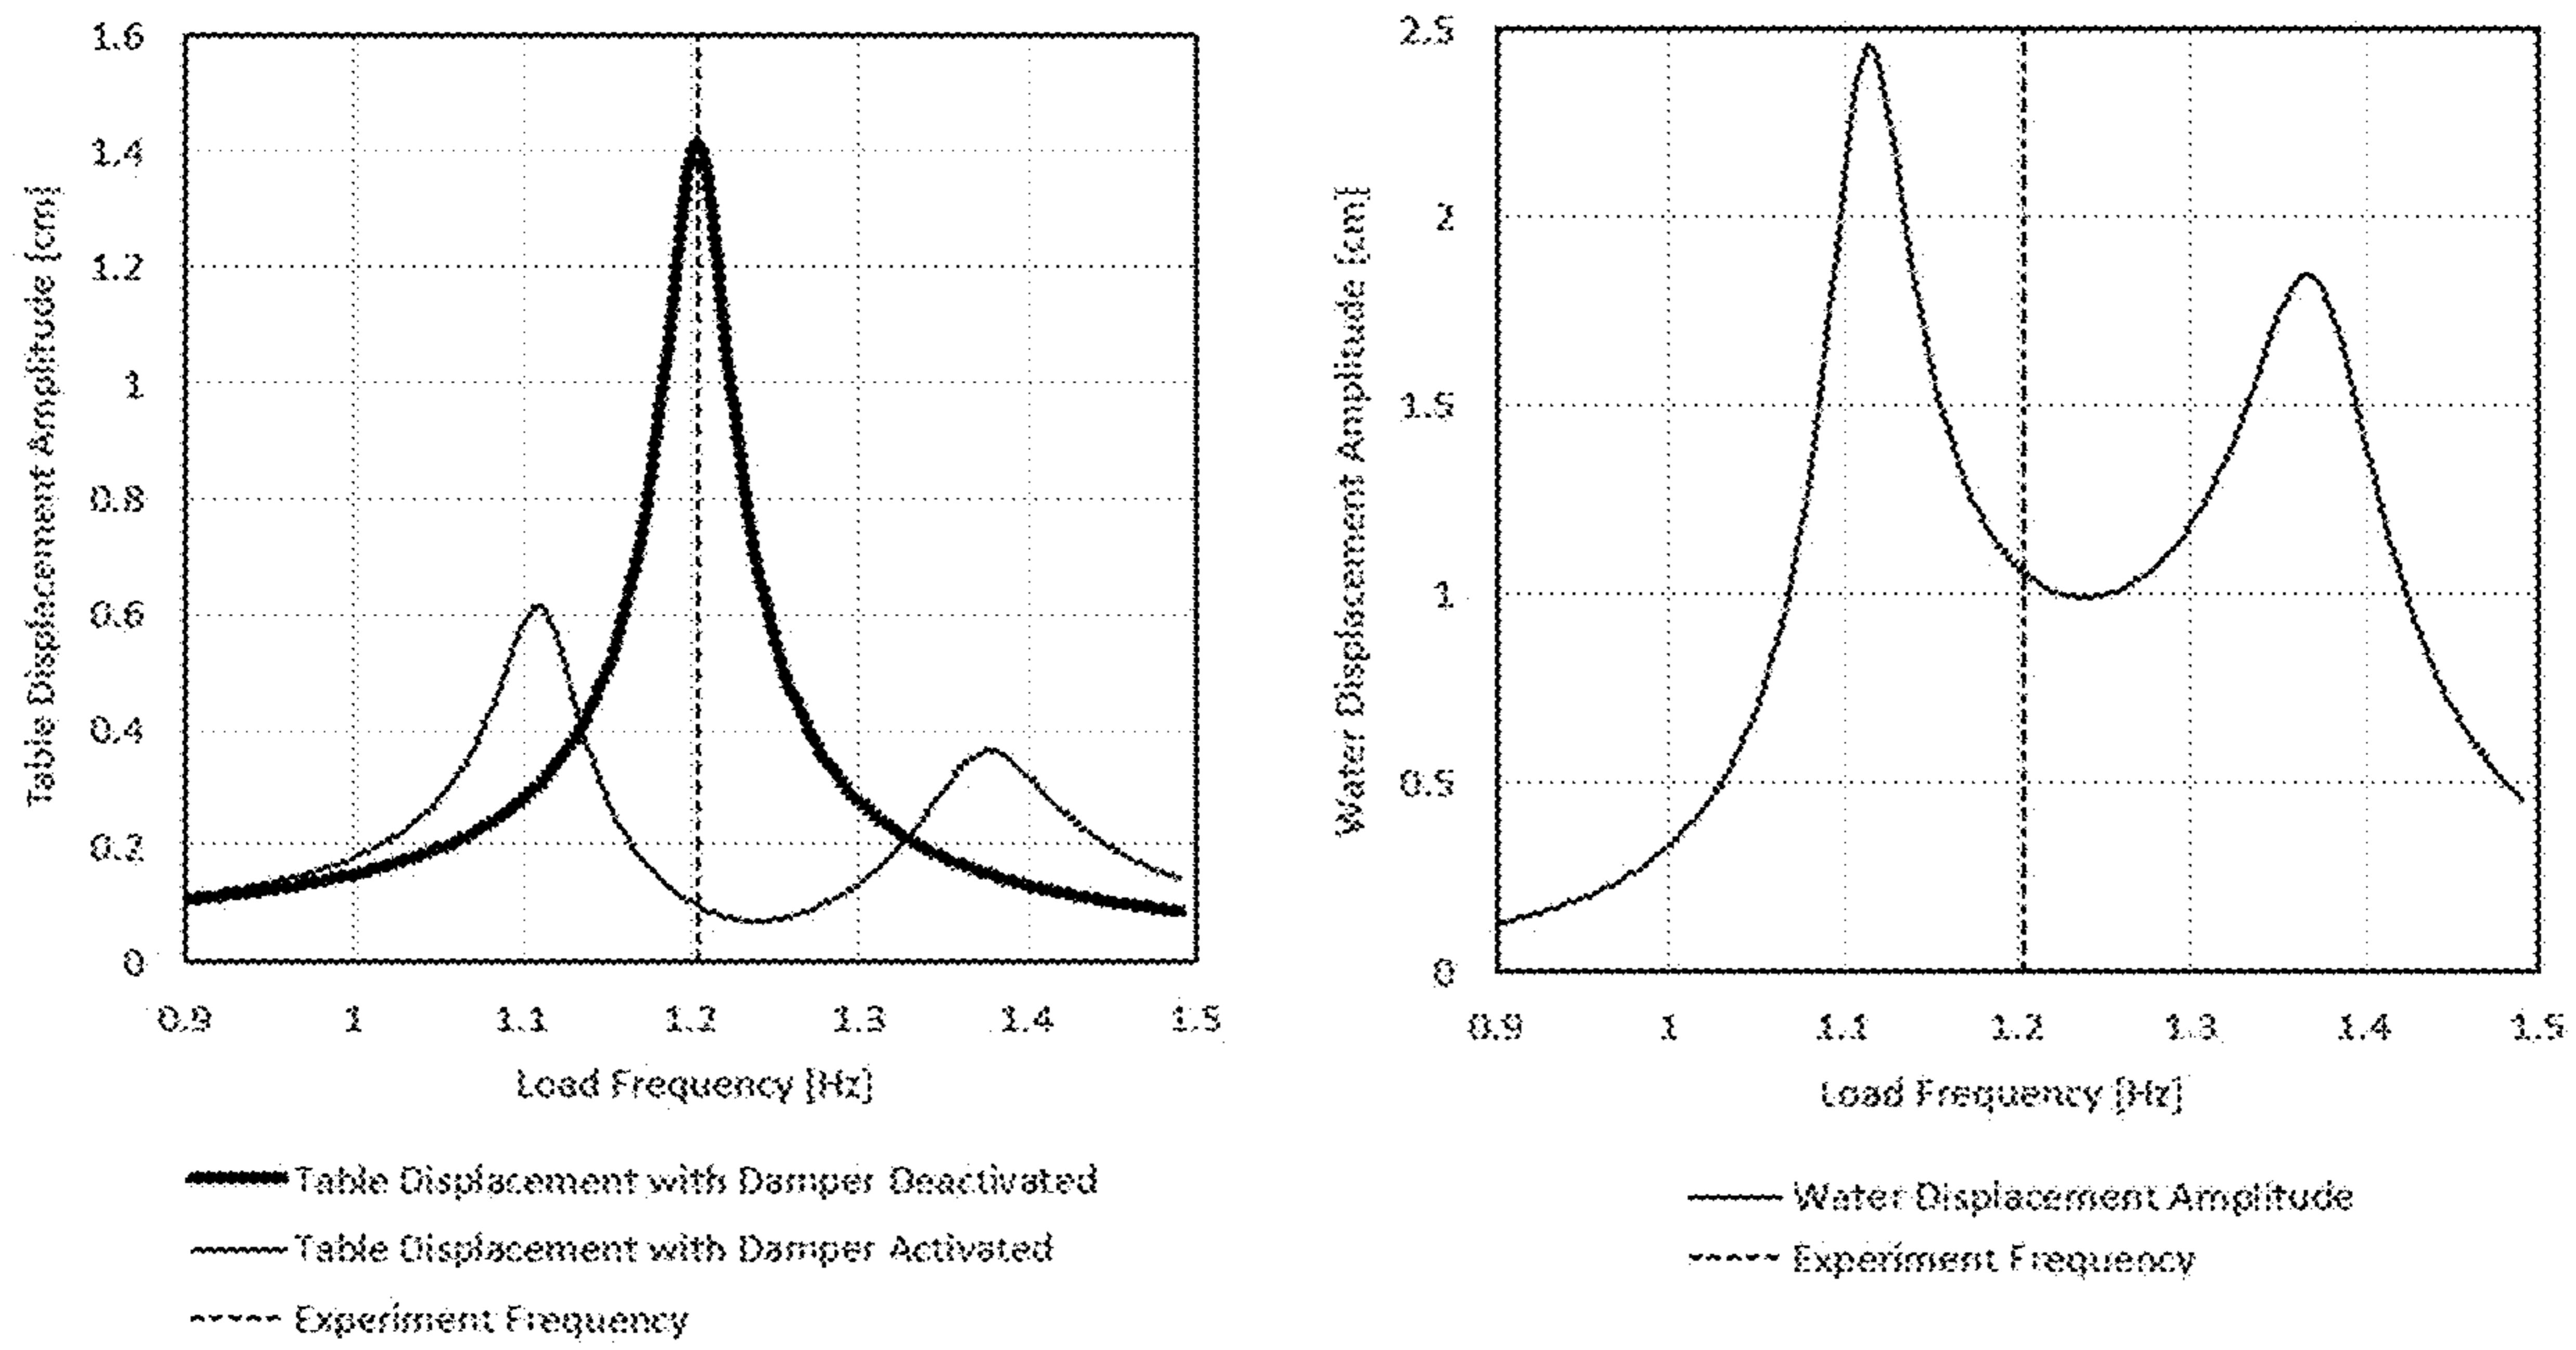 Table Displacement Amplitude [cm]
1.6
1.4
1.2
1
0.8
0.6
0.4
0.2
0
0.9 1 1.1 1.2 1.3 1.4 1.5
Load Frequency [Hz]
Table Displacement with Damper Deactivated
Table Displacement with Damper Activated
Experiment Frequency
Water Displacement Amplitude [cm]
2.5
2
1.5
1
0.5
0
0.9 1 1.1 1.2 1.3 1.4 1.5
Load Frequency [Hz]
Water Displacement Amplitude
Experiment Frequency